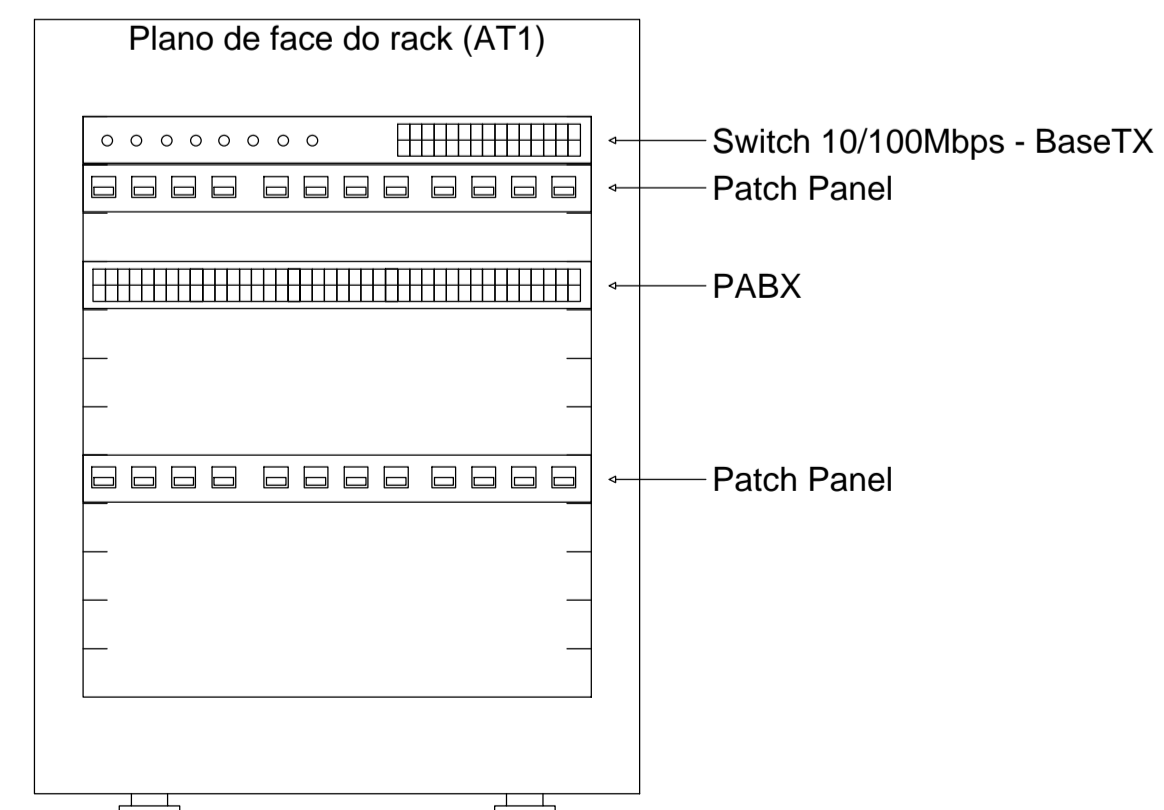 Plano de face do rack (AT1)
Switch 10/100Mbps - BaseTX
Patch Panel
PABX
Patch Panel